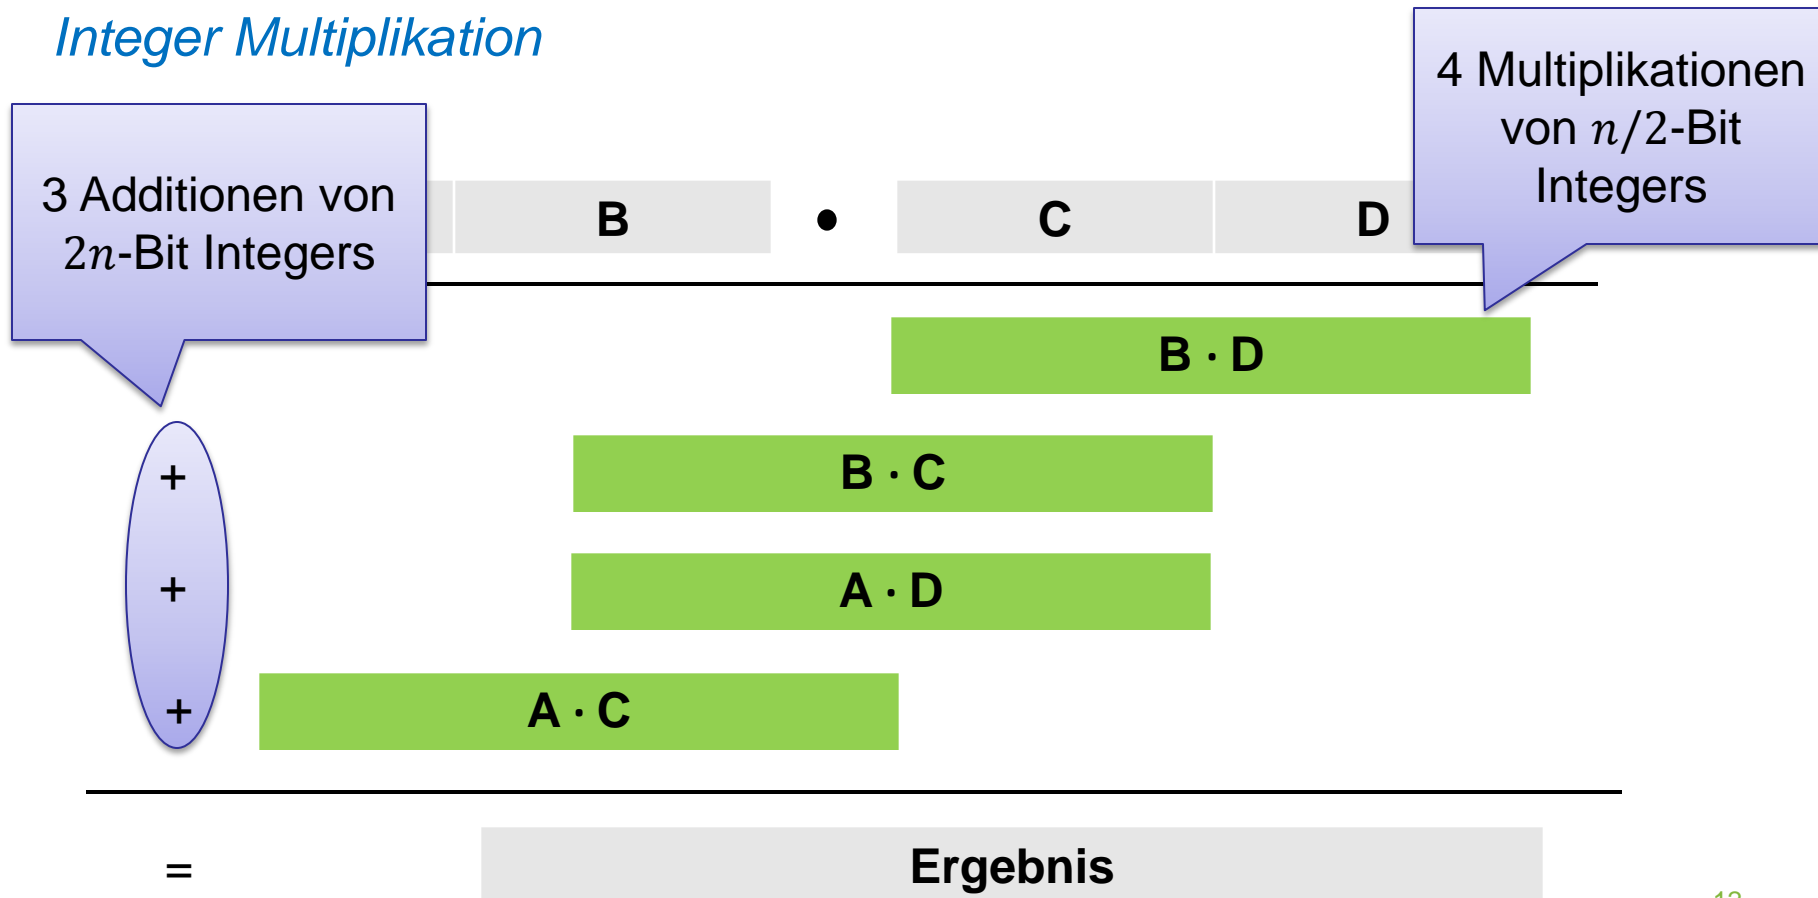 Integer Multiplikation
4 Multiplikationen
von n/2-Bit
Integers
3 Additionen von
2n-Bit Integers
B • C D
B · D
+ B · C
+ A · D
+ A · C
= Ergebnis